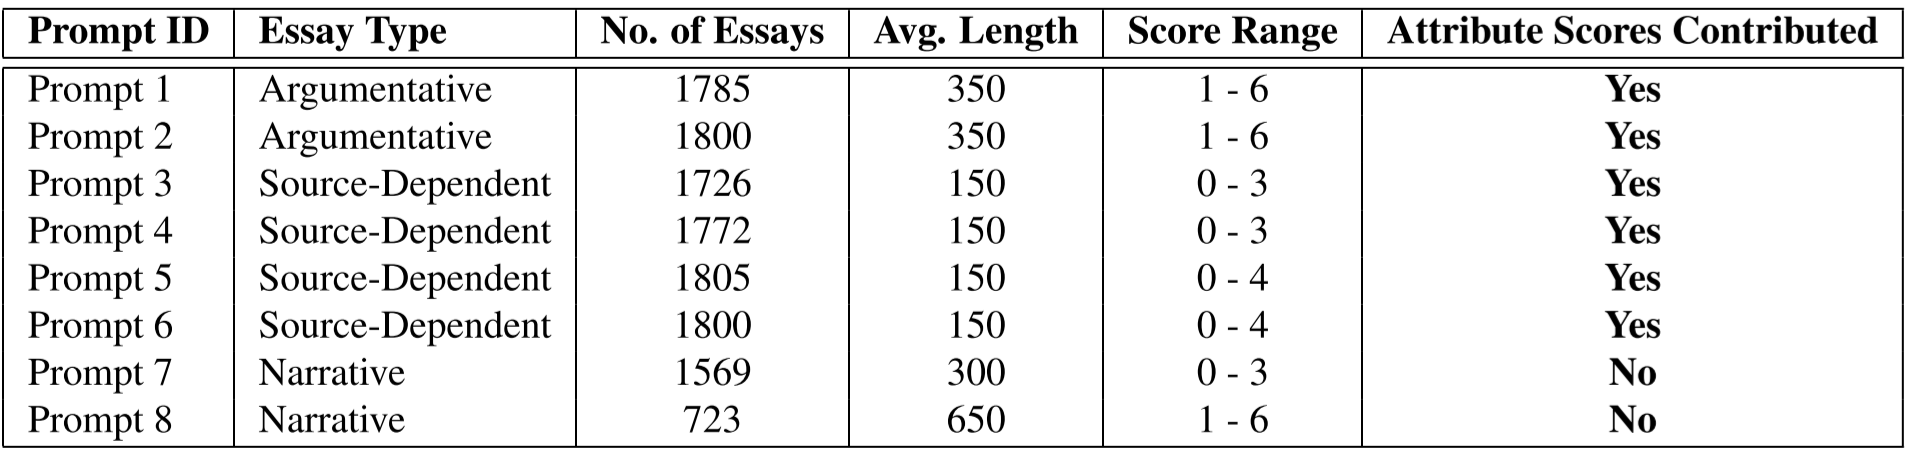 Prompt ID Essay Type No. of Essays Avg. Length Score Range Attribute Scores Contributed
Prompt 1 Argumentative 1785 350 1 - 6 Yes
Prompt 2 Argumentative 1800 350 1 - 6 Yes
Prompt 3 Source-Dependent 1726 150 0 - 3 Yes
Prompt 4 Source-Dependent 1772 150 0 - 3 Yes
Prompt 5 Source-Dependent 1805 150 0 - 4 Yes
Prompt 6 Source-Dependent 1800 150 0 - 4 Yes
Prompt 7 Narrative 1569 300 0 - 3 No
Prompt 8 Narrative 723 650 1 - 6 No